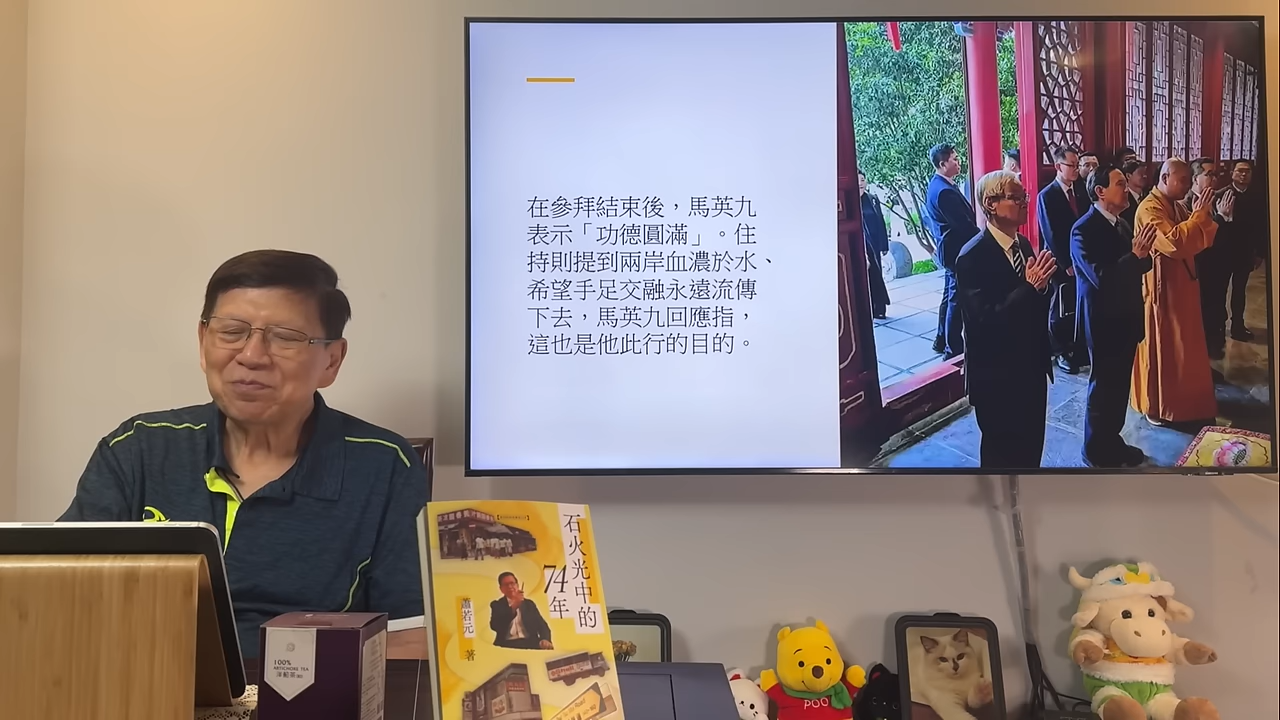 在參拜結束後，馬英九
表示「功德圓滿」。住
持則提到兩岸血濃於水、
希望手足交融永遠流傳
下去，馬英九回應指，
這也是他此行的目的。
石火光中的
74年
蕭若元 著
100%
ARTICHOKE TEA
POO